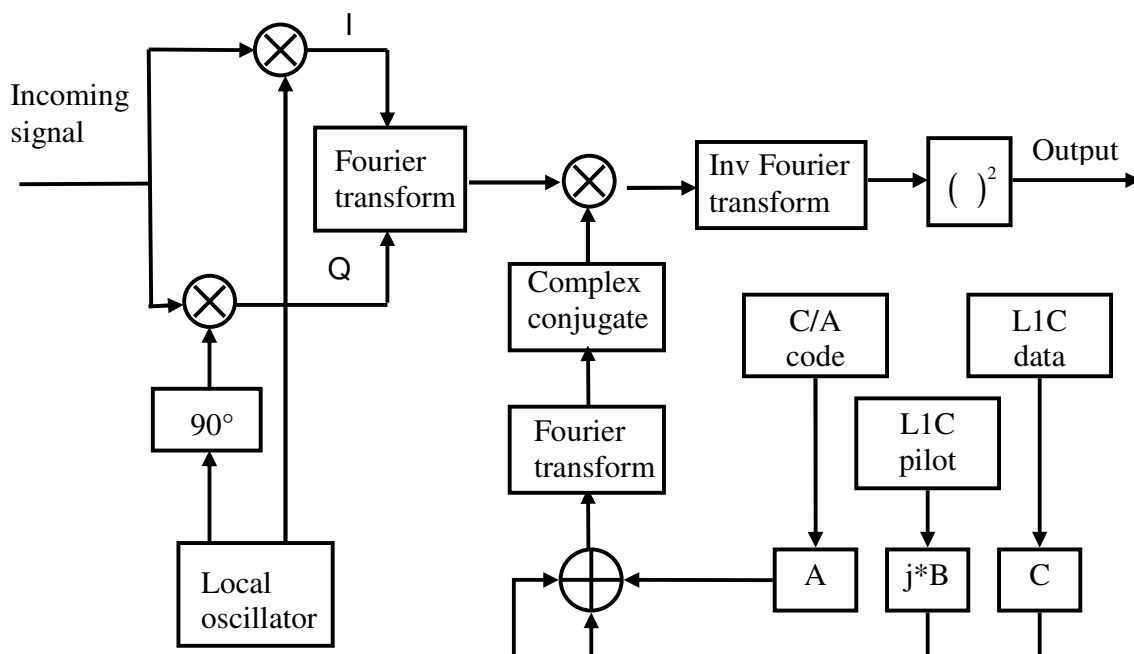 I
Incoming
signal
Fourier
transform
Inv Fourier
transform
( )²
Output
Q
Complex
conjugate
C/A
code
L1C
data
90°
Fourier
transform
L1C
pilot
Local
oscillator
A
j*B
C